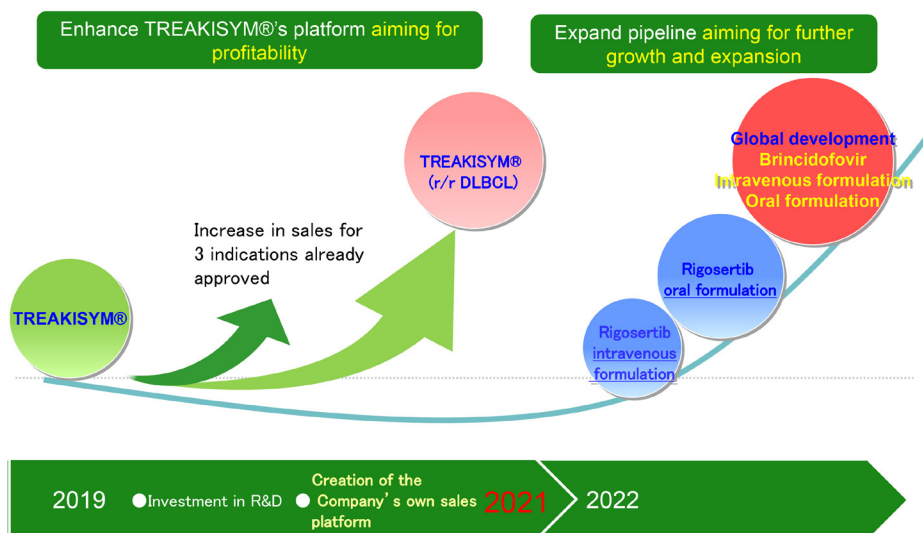 Enhance TREAKISYM®'s platform aiming for
profitability
Expand pipeline aiming for further
growth and expansion
TREAKISYM®
Increase in sales for
3 indications already
approved
TREAKISYM®
(r/r DLBCL)
Rigosertib
intravenous
formulation
Rigosertib
oral formulation
Global development
Brincidofovir
Intravenous formulation
Oral formulation
2019
●Investment in R&D
● Creation of the
Company's own sales
platform
2021
2022